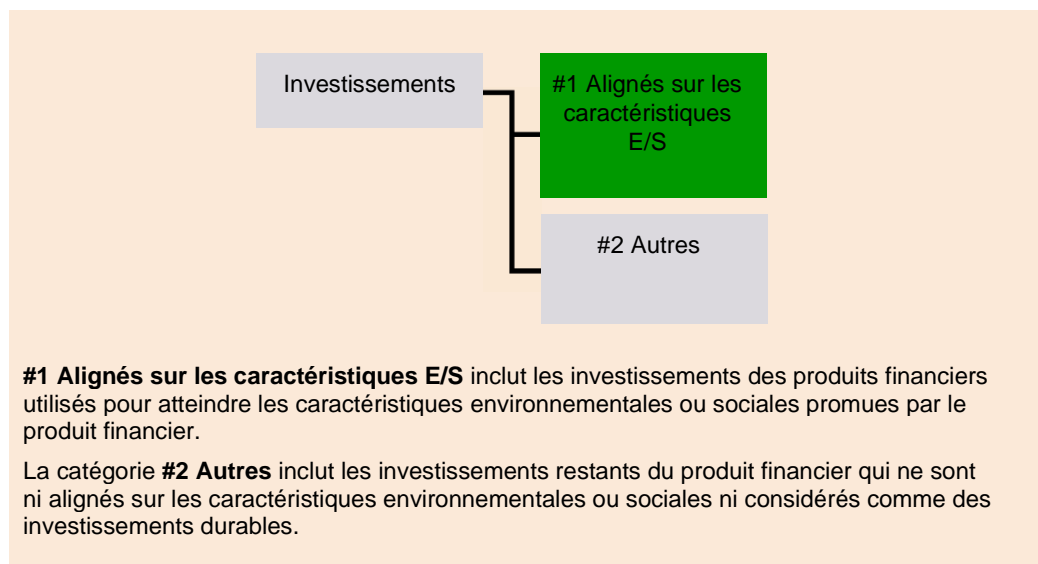 Investissements
#1 Alignés sur les
caractéristiques
E/S
#2 Autres
#1 Alignés sur les caractéristiques E/S inclut les investissements des produits financiers
utilisés pour atteindre les caractéristiques environnementales ou sociales promues par le
produit financier.
La catégorie #2 Autres inclut les investissements restants du produit financier qui ne sont
ni alignés sur les caractéristiques environnementales ou sociales ni considérés comme des
investissements durables.